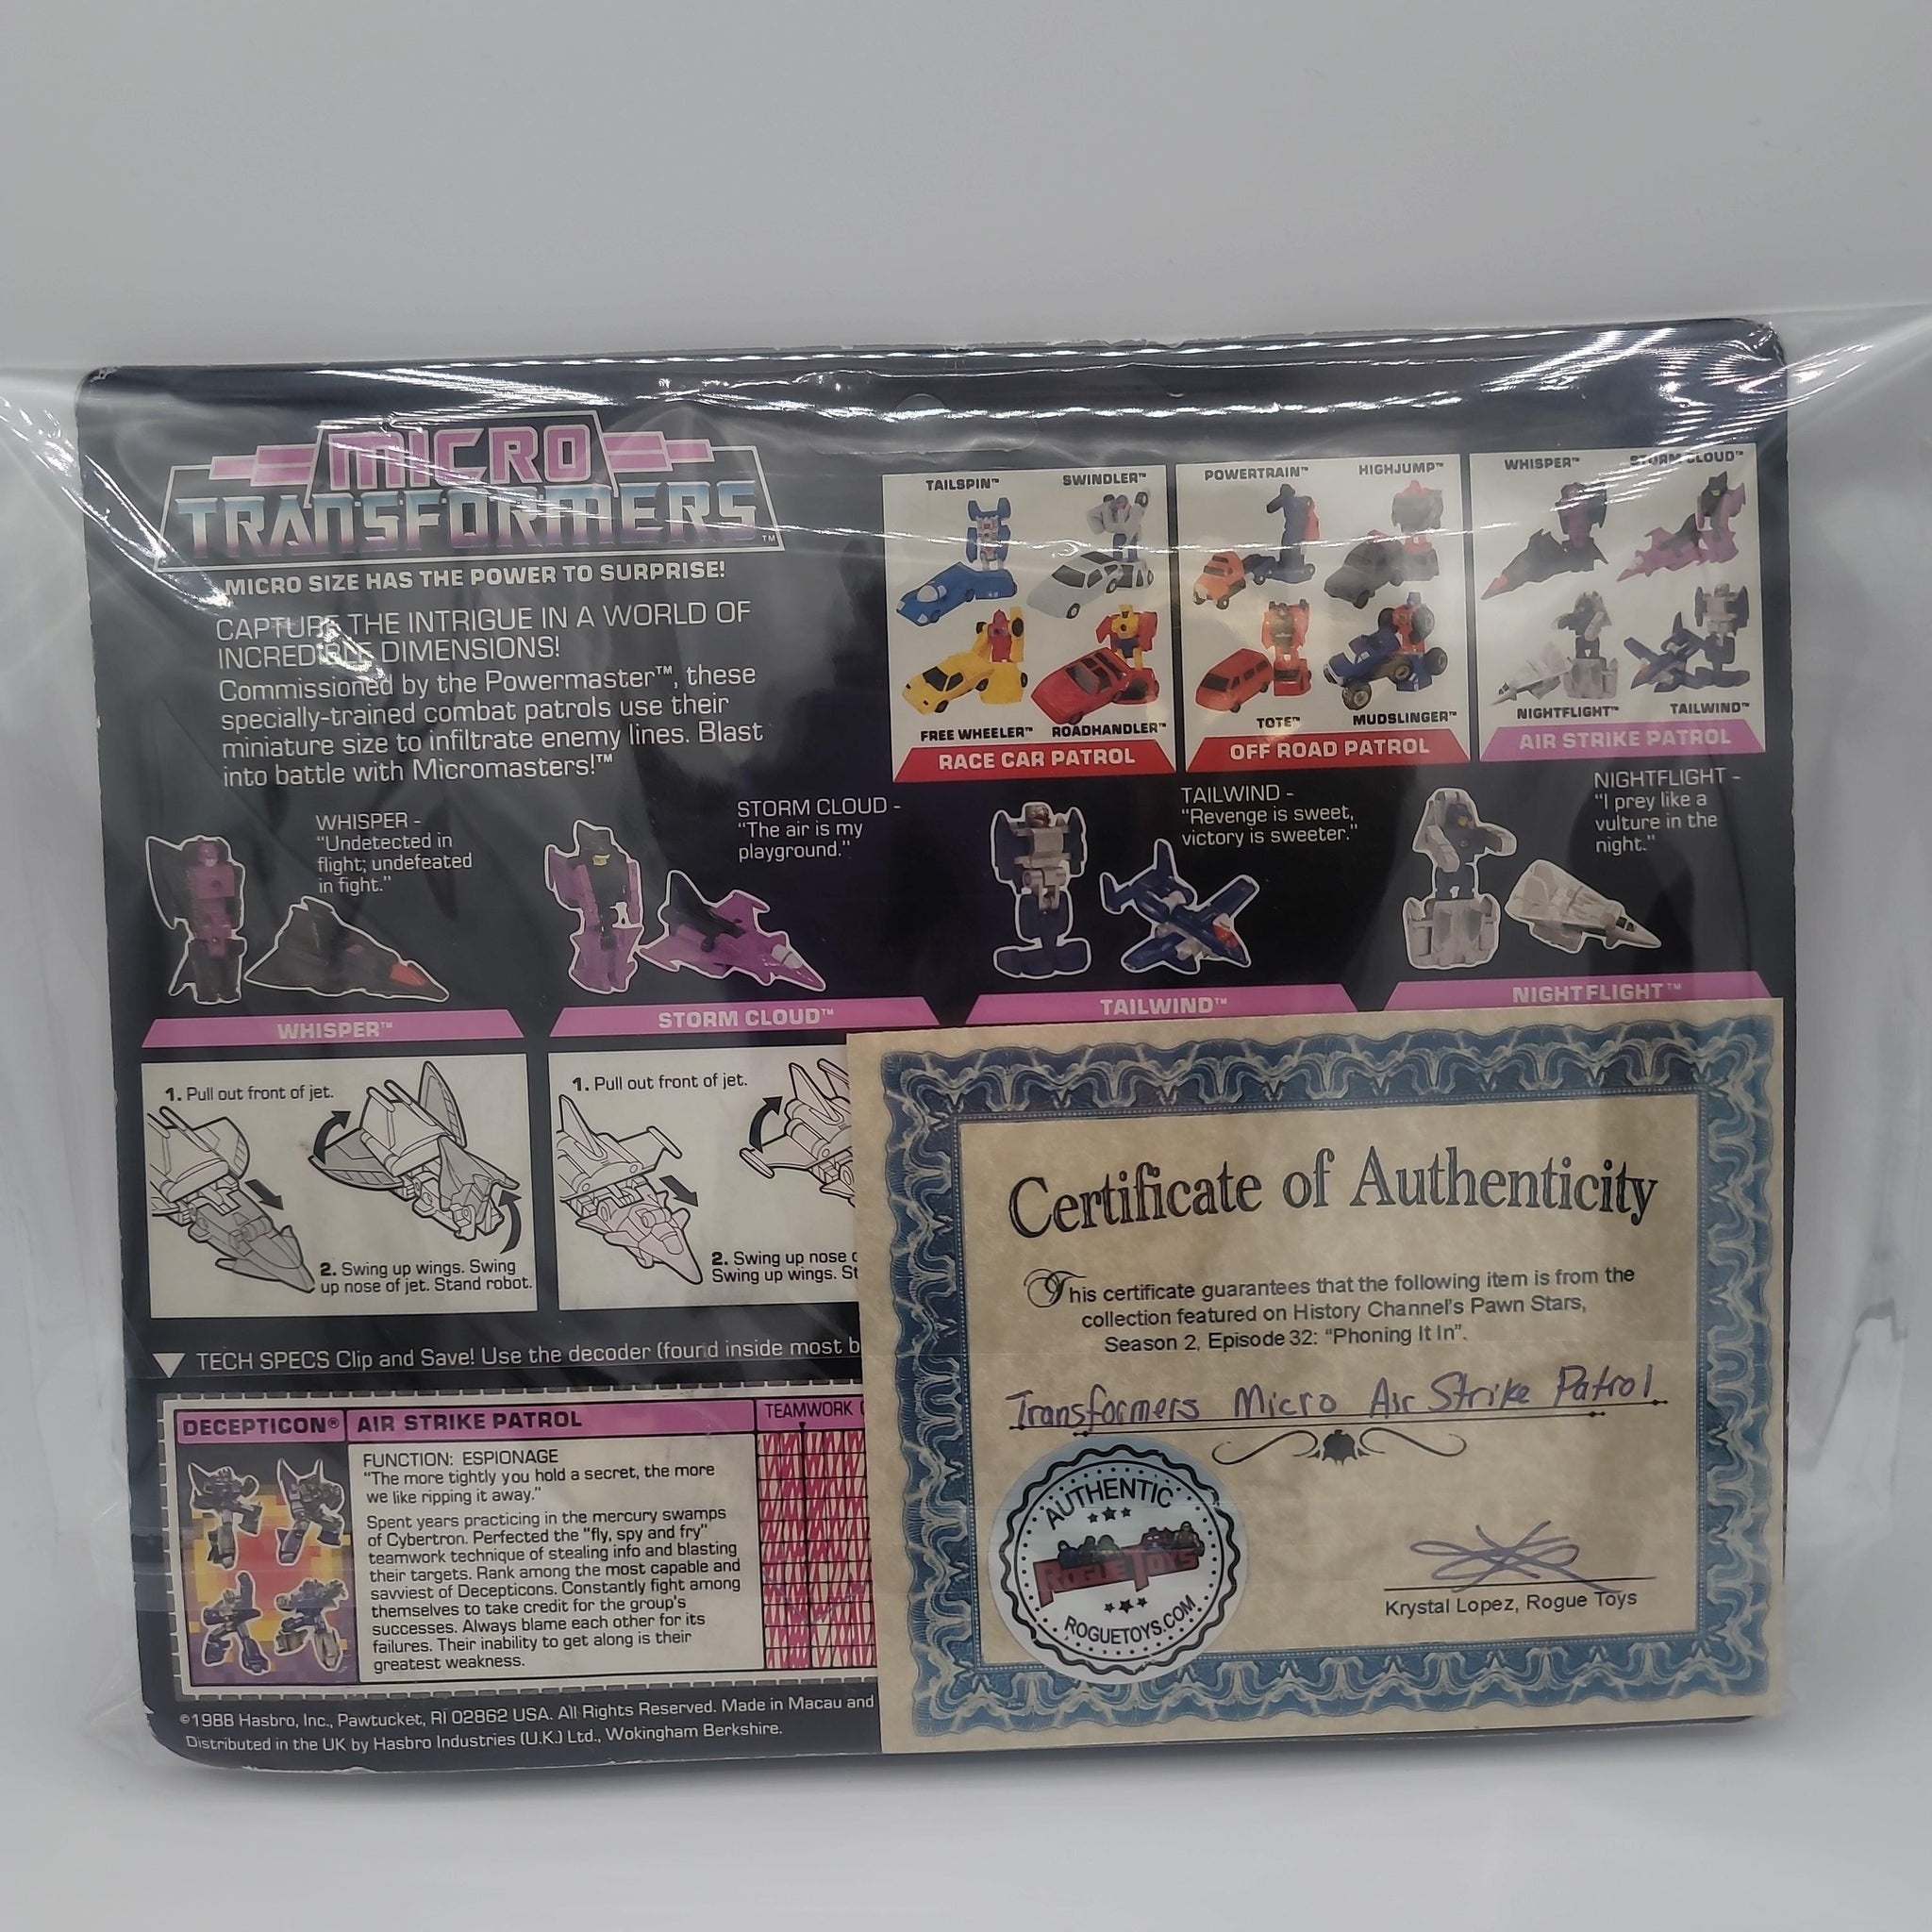 MICRO
TRANSFORMERS™
MICRO SIZE HAS THE POWER TO SURPRISE!
CAPTURE THE INTRIGUE IN A WORLD OF
INCREDIBLE DIMENSIONS!
Commissioned by the Powermaster™, these
specially-trained combat patrols use their
miniature size to infiltrate enemy lines. Blast
into battle with Micromasters!™
TAILSPIN™
SWINDLER™
FREE WHEELER™
ROADHANDLER™
RACE CAR PATROL
POWERTRAIN™
HIGHJUMP™
TOTE™
MUDSLINGER™
OFF ROAD PATROL
WHISPER™
STORM CLOUD™
NIGHTFLIGHT™
TAILWIND™
AIR STRIKE PATROL
WHISPER -
"Undetected in
flight; undefeated
in fight."
STORM CLOUD -
"The air is my
playground."
TAILWIND -
"Revenge is sweet,
victory is sweeter."
NIGHTFLIGHT -
"I prey like a
vulture in the
night."
WHISPER™
STORM CLOUD™
TAILWIND™
NIGHTFLIGHT™
1. Pull out front of jet.
2. Swing up wings. Swing
up nose of jet. Stand robot.
1. Pull out front of jet.
2. Swing up nose
Swing up wings. St
TECH SPECS Clip and Save! Use the decoder (found inside most b
DECEPTICON® AIR STRIKE PATROL
TEAMWORK
FUNCTION: ESPIONAGE
"The more tightly you hold a secret, the more
we like ripping it away."
Spent years practicing in the mercury swamps
of Cybertron. Perfected the "fly, spy and fry"
teamwork technique of stealing info and blasting
their targets. Rank among the most capable and
savviest of Decepticons. Constantly fight among
themselves to take credit for the group's
successes. Always blame each other for its
failures. Their inability to get along is their
greatest weakness.
©1988 Hasbro, Inc., Pawtucket, RI 02862 USA. All Rights Reserved. Made in Macau and
Distributed in the UK by Hasbro Industries (U.K.) Ltd., Wokingham Berkshire.
Certificate of Authenticity
This certificate guarantees that the following item is from the
collection featured on History Channel's Pawn Stars,
Season 2, Episode 32: "Phoning It In".
Transformers Micro Air Strike Patrol
AUTHENTIC
ROGUE TOYS
ROGUETOYS.COM
Krystal Lopez, Rogue Toys